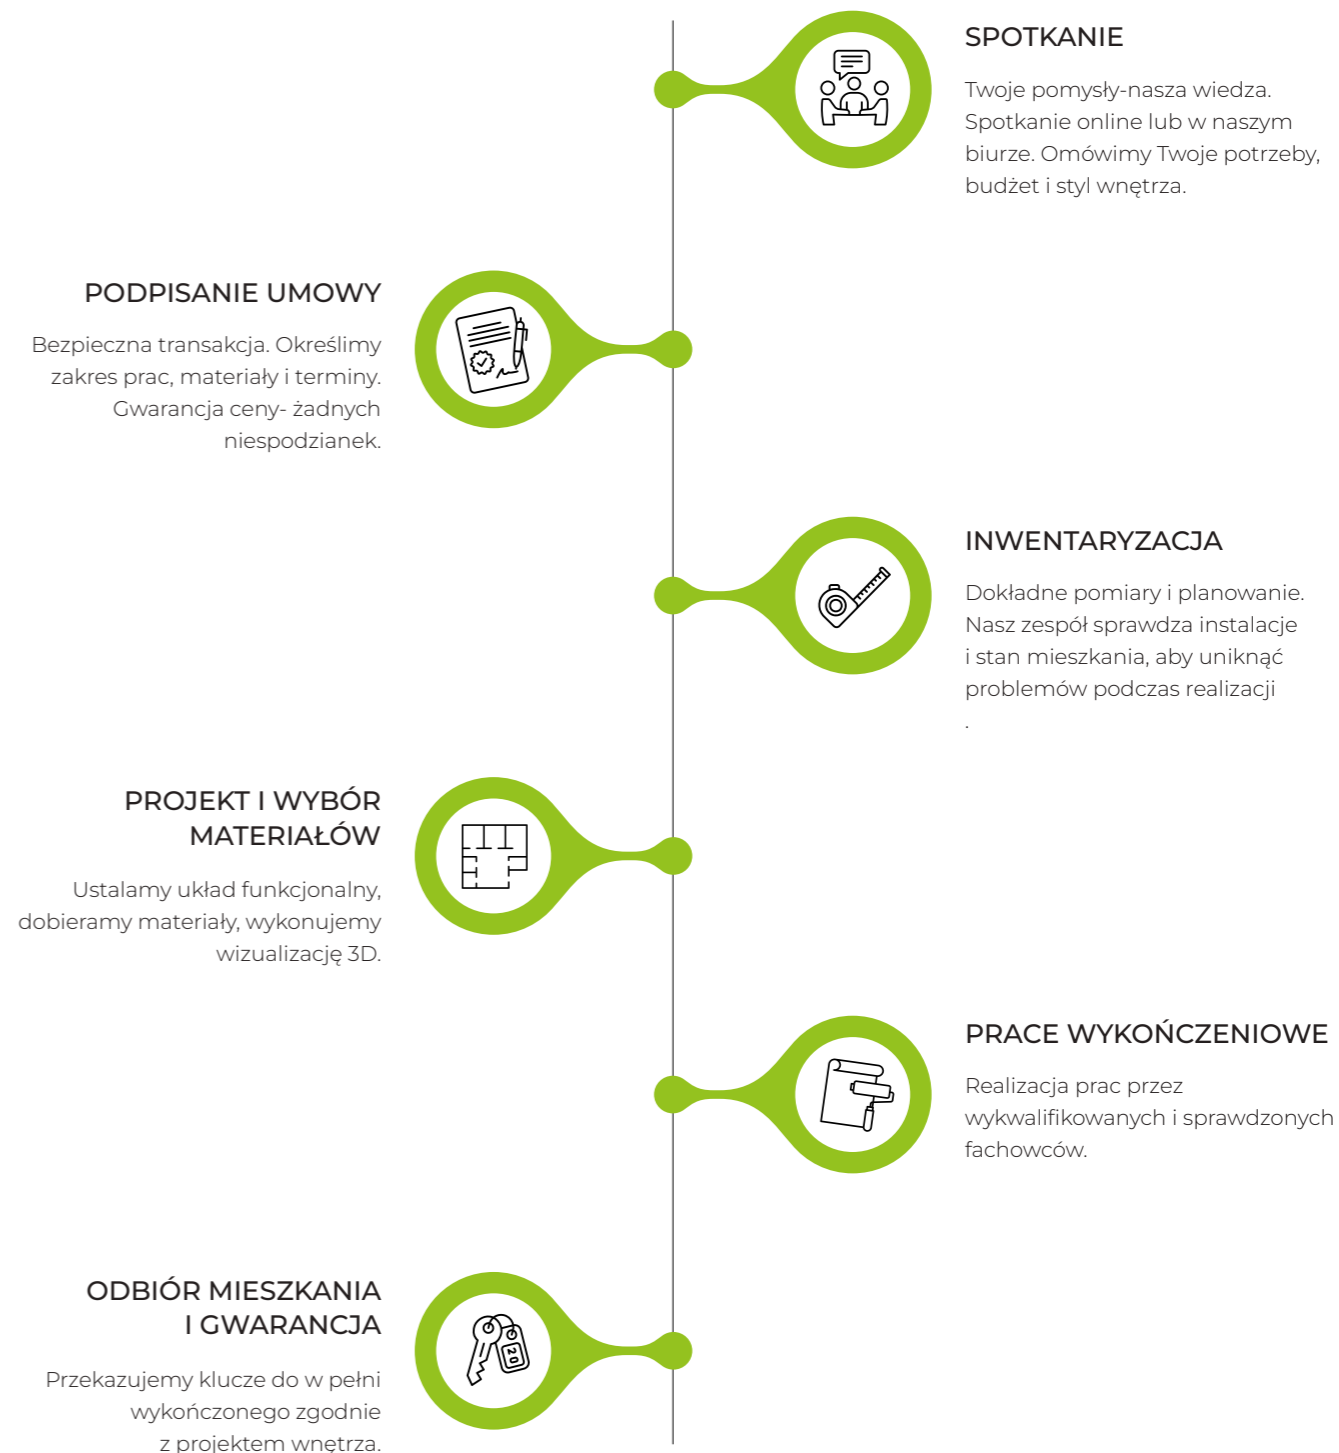 SPOTKANIE
Twoje pomysły-nasza wiedza.
Spotkanie online lub w naszym
biurze. Omówimy Twoje potrzeby,
budżet i styl wnętrza.
PODPISANIE UMOWY
Bezpieczna transakcja. Określimy
zakres prac, materiały i terminy.
Gwarancja ceny- żadnych
niespodzianek.
INWENTARYZACJA
Dokładne pomiary i planowanie.
Nasz zespół sprawdza instalacje
i stan mieszkania, aby uniknąć
problemów podczas realizacji
.
PROJEKT I WYBÓR
MATERIAŁÓW
Ustalamy układ funkcjonalny,
dobieramy materiały, wykonujemy
wizualizację 3D.
PRACE WYKOŃCZENIOWE
Realizacja prac przez
wykwalifikowanych i sprawdzonych
fachowców.
ODBIÓR MIESZKANIA
I GWARANCJA
Przekazujemy klucze do w pełni
wykończonego zgodnie
z projektem wnętrza.